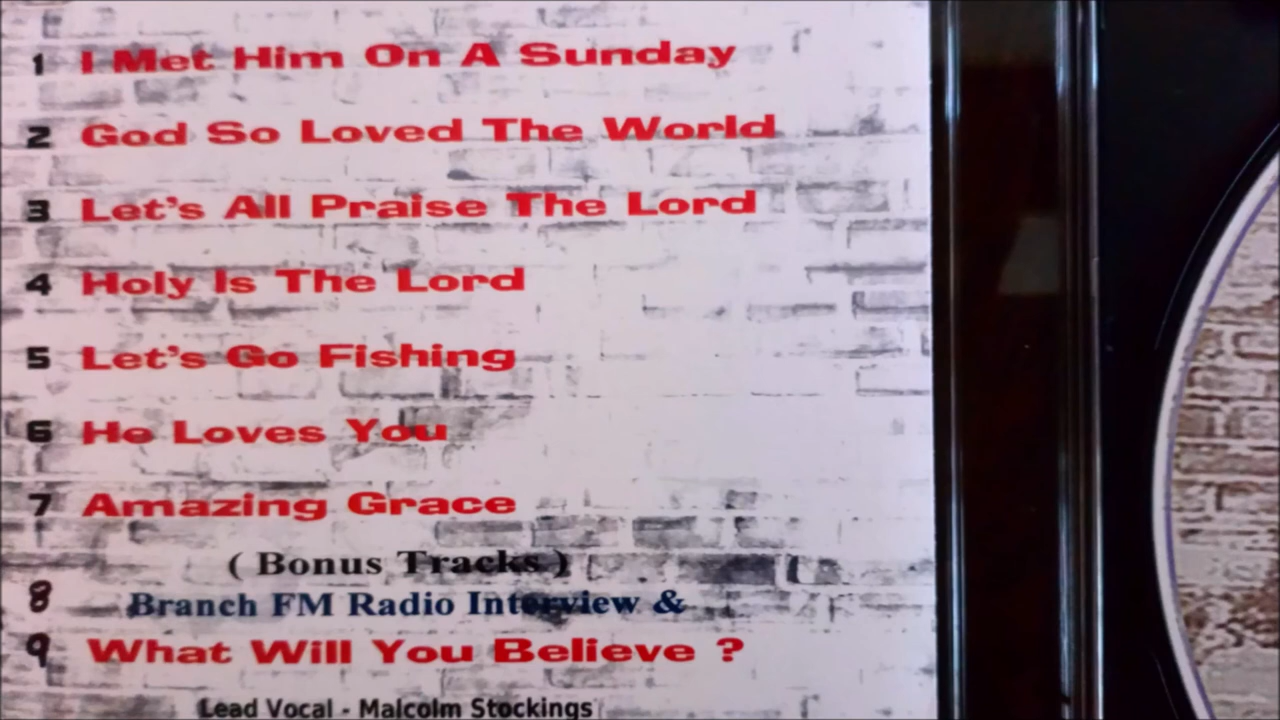 1 I Met Him On A Sunday
2 God So Loved The World
3 Let's All Praise The Lord
4 Holy Is The Lord
5 Let's Go Fishing
6 He Loves You
7 Amazing Grace
( Bonus Tracks )
8 Branch FM Radio Interview &
9 What Will You Believe ?
Lead Vocal - Malcolm Stockings